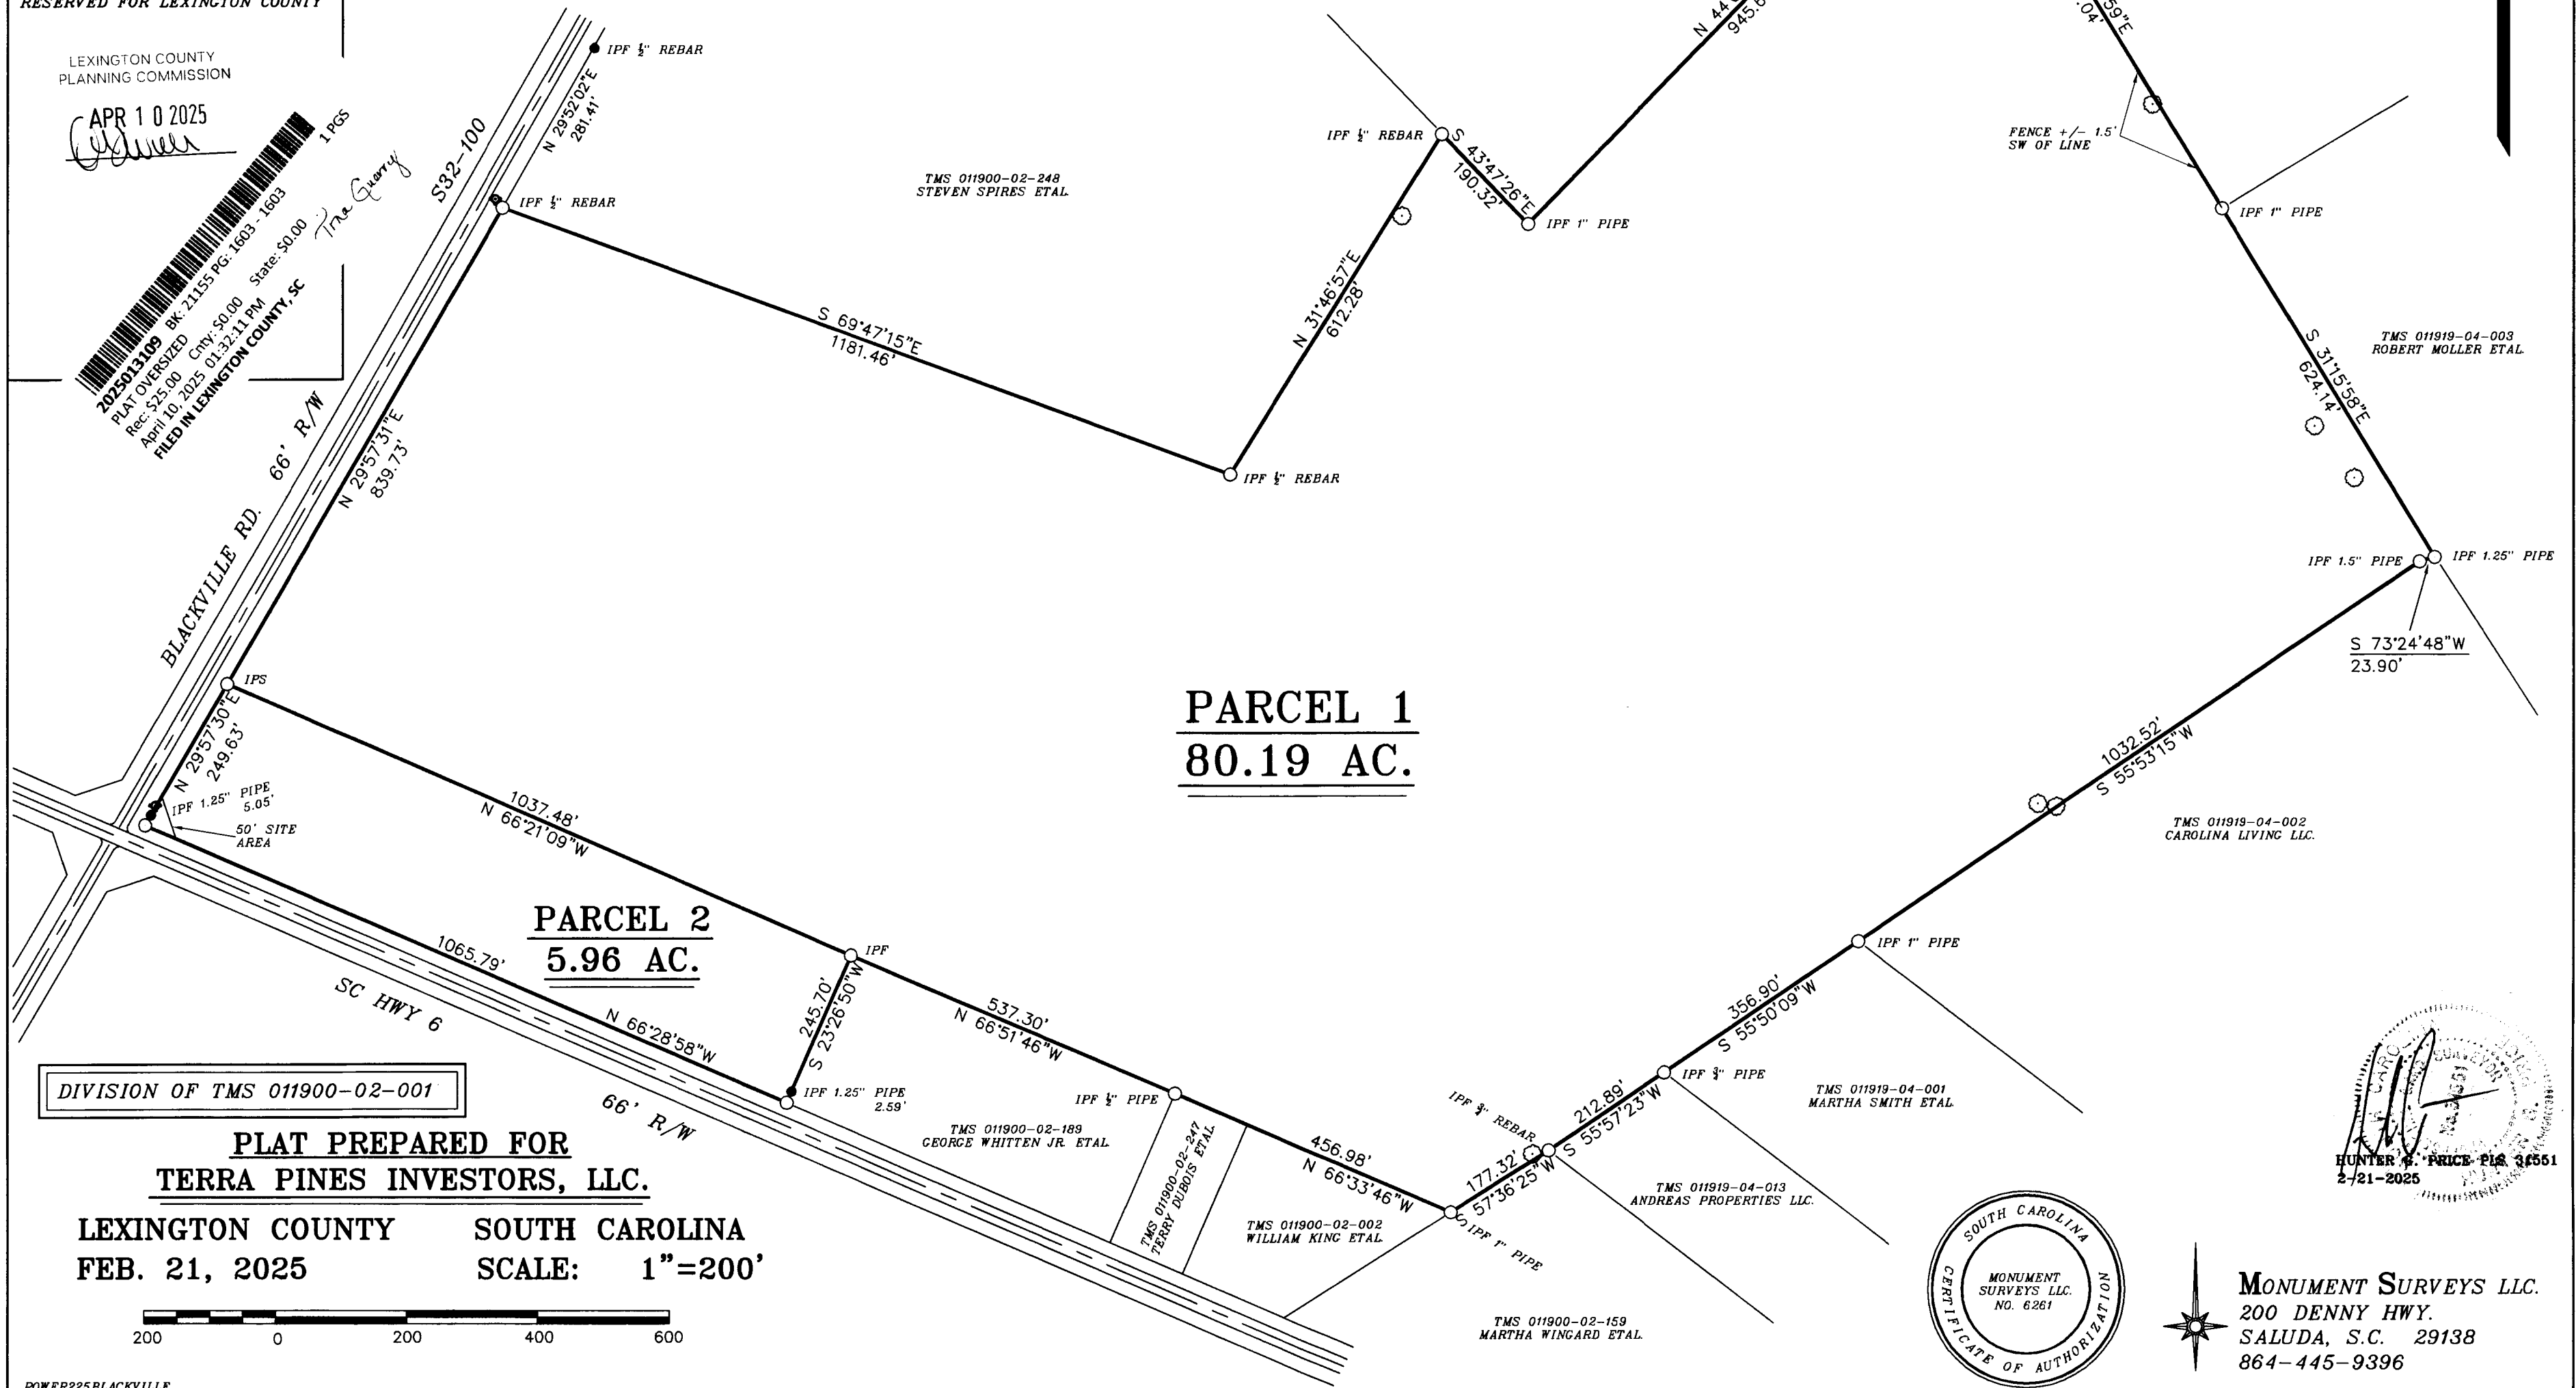 RESERVED FOR LEXINGTON COUNTY
LEXINGTON COUNTY
PLANNING COMMISSION
APR 10 2025
1 PGS
2025013109 BK: 21155 PG: 1603 - 1603
PLAT OVERSIZED
Rec: $25.00 Cnty: $0.00 State: $0.00
April 10, 2025 01:32:11 PM
FILED IN LEXINGTON COUNTY, SC
S32-100
BLACKVILLE RD. 66' R/W
IPF ½" REBAR
N 29°52'02"E
281.41'
IPF ½" REBAR
TMS 011900-02-248
STEVEN SPIRES ETAL.
S 69°47'15"E
1181.46'
N 29°57'31"E
839.73'
IPF ½" REBAR
N 31°46'57"E
612.28'
IPF ½" REBAR
S 43°47'26"E
190.32'
IPF 1" PIPE
N 44°
945.6
59"E
.04'
FENCE +/- 1.5'
SW OF LINE
IPF 1" PIPE
TMS 011919-04-003
ROBERT MOLLER ETAL.
S 31°15'58"E
624.14'
IPF 1.5" PIPE
IPF 1.25" PIPE
S 73°24'48"W
23.90'
IPS
N 29°57'30"E
249.63'
IPF 1.25" PIPE
5.05'
50' SITE
AREA
PARCEL 1
80.19 AC.
1032.52'
S 55°53'15"W
TMS 011919-04-002
CAROLINA LIVING LLC.
1037.48'
N 66°21'09"W
PARCEL 2
5.96 AC.
1065.79'
N 66°28'58"W
SC HWY 6
66' R/W
IPF
245.70'
S 23°26'50"W
IPF 1.25" PIPE
2.59'
537.30'
N 66°51'46"W
IPF ½" PIPE
TMS 011900-02-189
GEORGE WHITTEN JR. ETAL.
TMS 011900-02-247
TERRY DUBOIS ETAL.
456.98'
N 66°33'46"W
TMS 011900-02-002
WILLIAM KING ETAL.
IPF 1" PIPE
177.32'
S 57°36'25"W
IPF ¾" REBAR
212.89'
S 55°57'23"W
IPF ¾" PIPE
356.90'
S 55°50'09"W
IPF 1" PIPE
TMS 011919-04-001
MARTHA SMITH ETAL.
TMS 011919-04-013
ANDREAS PROPERTIES LLC.
TMS 011900-02-159
MARTHA WINGARD ETAL.
DIVISION OF TMS 011900-02-001
PLAT PREPARED FOR
TERRA PINES INVESTORS, LLC.
LEXINGTON COUNTY SOUTH CAROLINA
FEB. 21, 2025 SCALE: 1"=200'
200 0 200 400 600
POWER225BLACKVILLE
HUNTER G. PRICE PLS 31551
2-21-2025
SOUTH CAROLINA
MONUMENT
SURVEYS LLC.
NO. 6261
CERTIFICATE OF AUTHORIZATION
MONUMENT SURVEYS LLC.
200 DENNY HWY.
SALUDA, S.C. 29138
864-445-9396